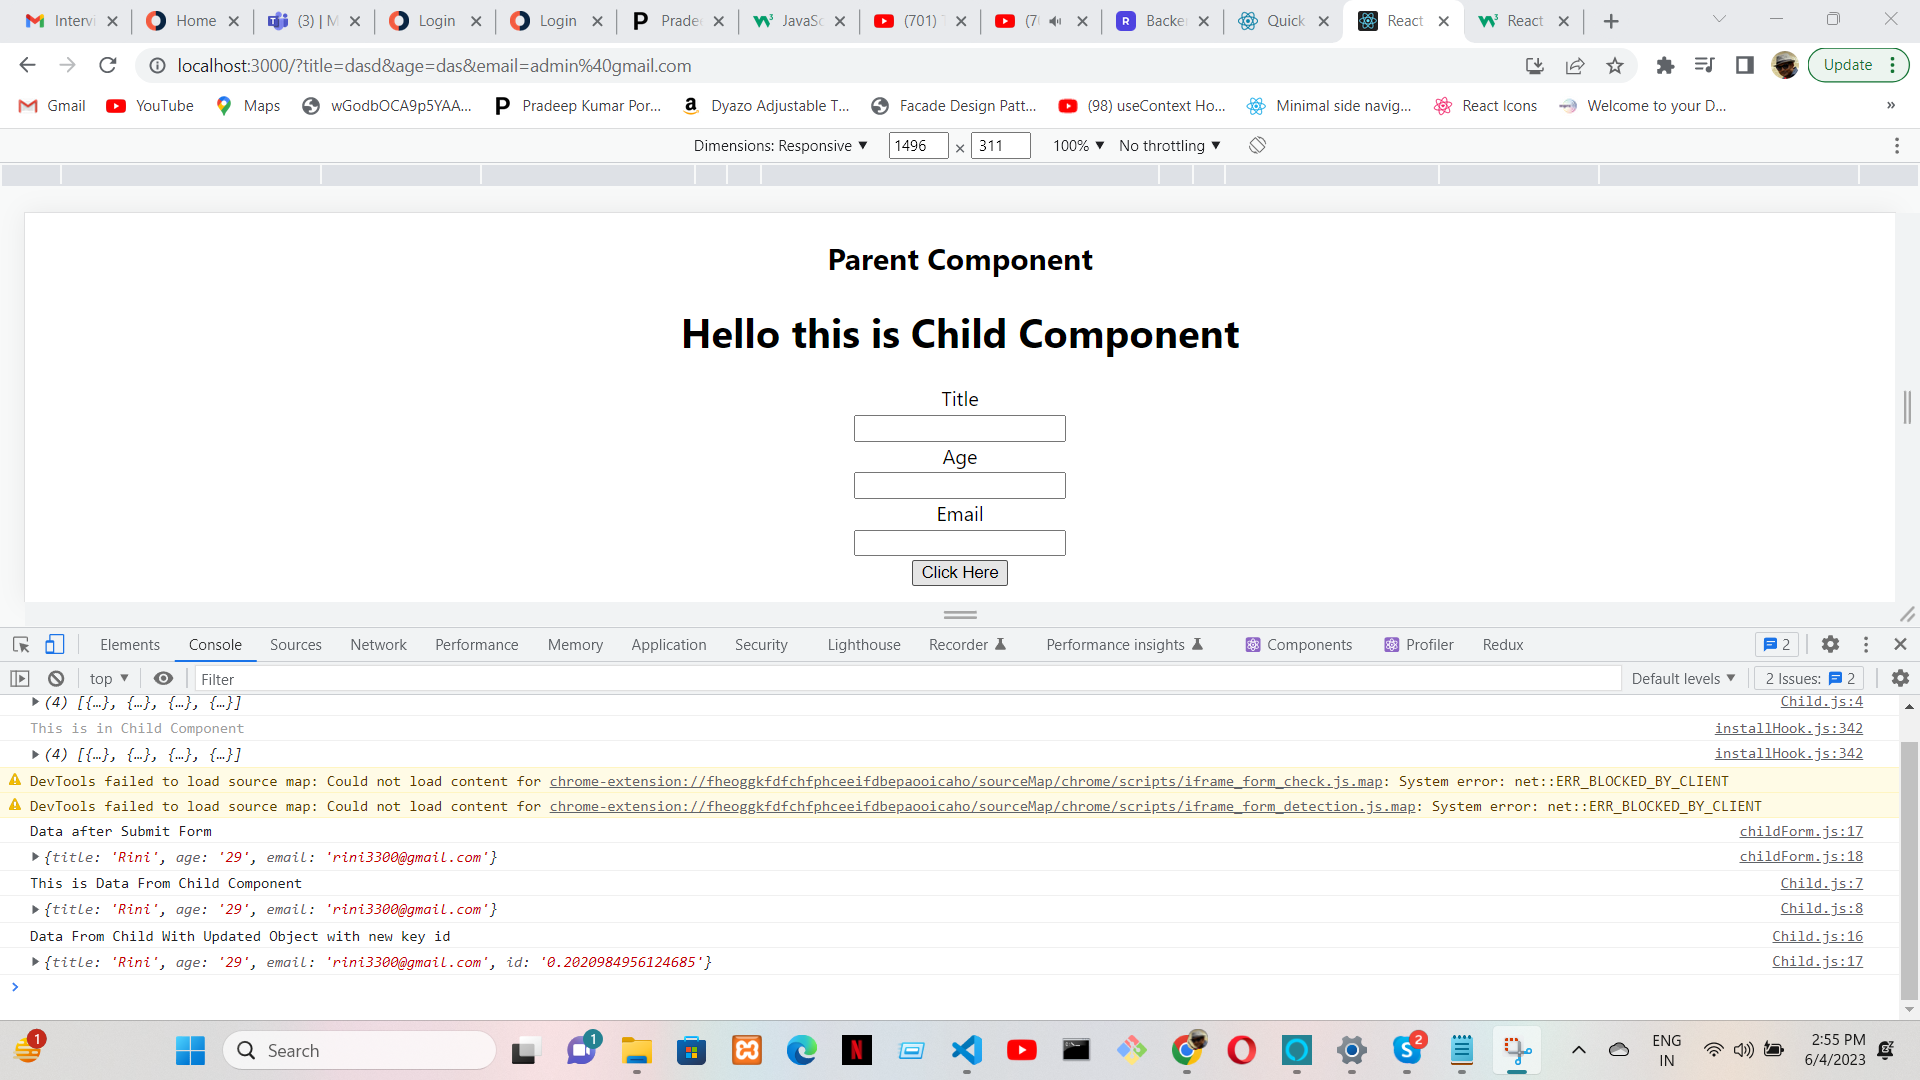 Intervi
Home
(3) | M
Login
Login
Prade
JavaSc
(701) T
(70
Backe
Quick
React
React
localhost:3000/?title=dasd&age=das&email=admin%40gmail.com
Update
Gmail
YouTube
Maps
wGodbOCA9p5YAA...
Pradeep Kumar Por...
Dyazo Adjustable T...
Facade Design Patt...
(98) useContext Ho...
Minimal side navig...
React Icons
Welcome to your D...
»
Dimensions: Responsive ▼ 1496 × 311 100% ▼ No throttling ▼
Parent Component
Hello this is Child Component
Title
Age
Email
Click Here
Elements Console Sources Network Performance Memory Application Security Lighthouse Recorder Performance insights Components Profiler Redux 2
top ▼ Filter Default levels ▼ 2 Issues: 2
(4) [{…}, {…}, {…}, {…}] Child.js:4
This is in Child Component installHook.js:342
(4) [{…}, {…}, {…}, {…}] installHook.js:342
DevTools failed to load source map: Could not load content for chrome-extension://fheoggkfdfchfphceeifdbepaooicaho/sourceMap/chrome/scripts/iframe_form_check.js.map: System error: net::ERR_BLOCKED_BY_CLIENT
DevTools failed to load source map: Could not load content for chrome-extension://fheoggkfdfchfphceeifdbepaooicaho/sourceMap/chrome/scripts/iframe_form_detection.js.map: System error: net::ERR_BLOCKED_BY_CLIENT
Data after Submit Form childForm.js:17
{title: 'Rini', age: '29', email: 'rini3300@gmail.com'} childForm.js:18
This is Data From Child Component Child.js:7
{title: 'Rini', age: '29', email: 'rini3300@gmail.com'} Child.js:8
Data From Child With Updated Object with new key id Child.js:16
{title: 'Rini', age: '29', email: 'rini3300@gmail.com', id: '0.2020984956124685'} Child.js:17
1
Search
1
2
ENG
IN
2:55 PM
6/4/2023